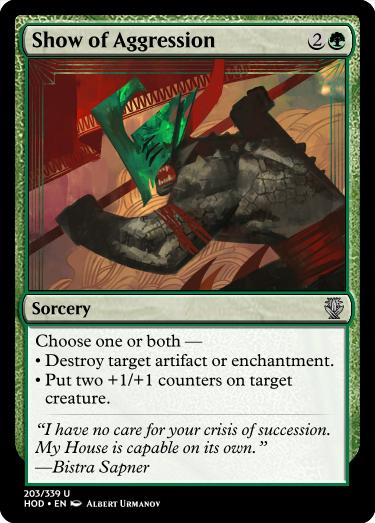 Show of Aggression 2
Sorcery
Choose one or both —
• Destroy target artifact or enchantment.
• Put two +1/+1 counters on target
creature.
“I have no care for your crisis of succession.
My House is capable on its own.”
—Bistra Sapner
203/339 U
HOD • EN Albert Urmanov